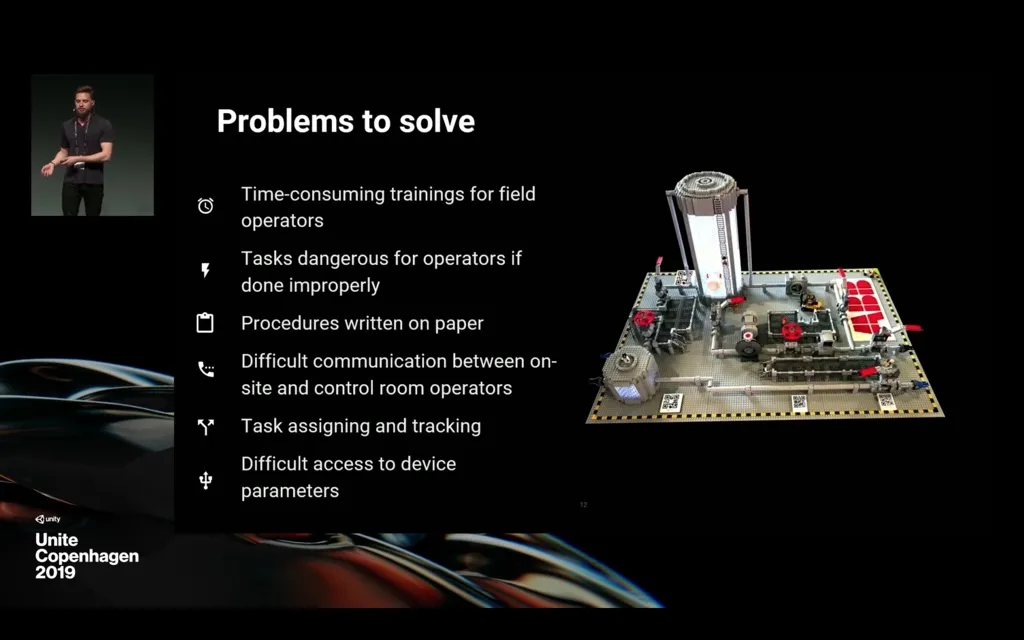 Problems to solve
Time-consuming trainings for field
operators
Tasks dangerous for operators if
done improperly
Procedures written on paper
Difficult communication between on-
site and control room operators
Task assigning and tracking
Difficult access to device
parameters
12
unity
Unite
Copenhagen
2019